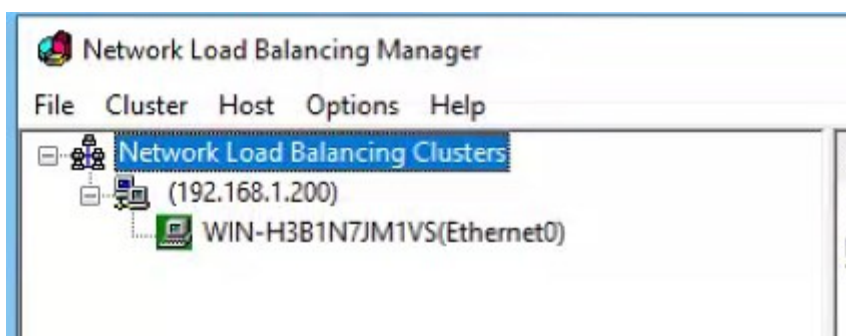 Network Load Balancing Manager
File Cluster Host Options Help
Network Load Balancing Clusters
(192.168.1.200)
WIN-H3B1N7JM1VS(Ethernet0)